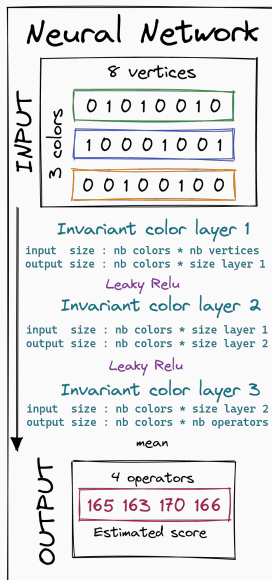 Neural Network
INPUT
8 vertices
3 colors
0 1 0 1 0 0 1 0
1 0 0 0 1 0 0 1
0 0 1 0 0 1 0 0
Invariant color layer 1
input size : nb colors * nb vertices
output size : nb colors * size layer 1
Leaky Relu
Invariant color layer 2
input size : nb colors * size layer 1
output size : nb colors * size layer 2
Leaky Relu
Invariant color layer 3
input size : nb colors * size layer 2
output size : nb colors * nb operators
mean
OUTPUT
4 operators
165 163 170 166
Estimated score